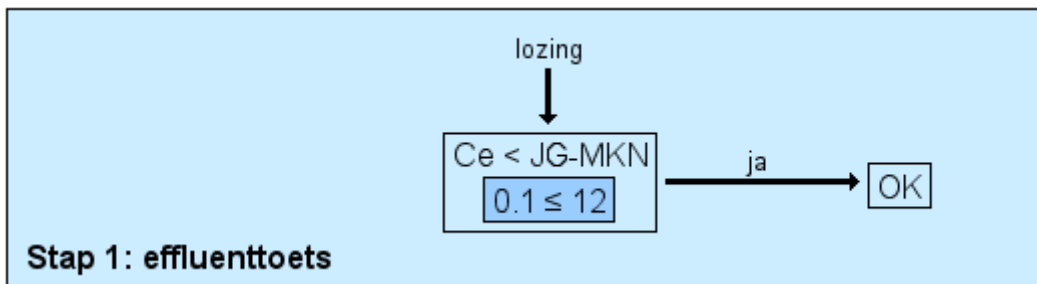 lozing
Ce < JG-MKN
0.1 ≤ 12
ja
OK
Stap 1: effluenttoets